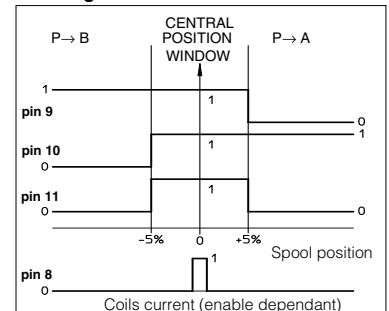 CENTRAL
P→ B POSITION P→ A
WINDOW
1
1
pin 9
0
1
pin 10
1
0
pin 11
1
0 0
-5% 0 +5%
Spool position
pin 8
1
0
Coils current (enable dependant)